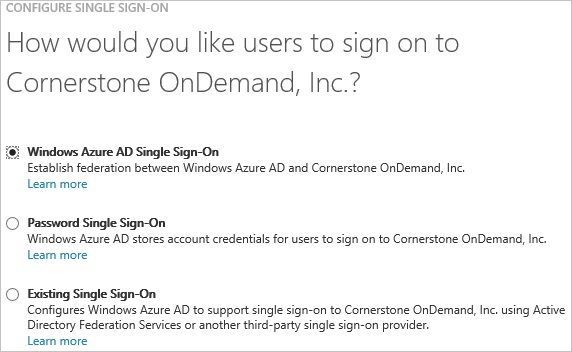 CONFIGURE SINGLE SIGN-ON
How would you like users to sign on to
Cornerstone OnDemand, Inc.?
Windows Azure AD Single Sign-On
Establish federation between Windows Azure AD and Cornerstone OnDemand, Inc.
Learn more
Password Single Sign-On
Windows Azure AD stores account credentials for users to sign on to Cornerstone OnDemand, Inc.
Learn more
Existing Single Sign-On
Configures Windows Azure AD to support single sign-on to Cornerstone OnDemand, Inc. using Active
Directory Federation Services or another third-party single sign-on provider.
Learn more